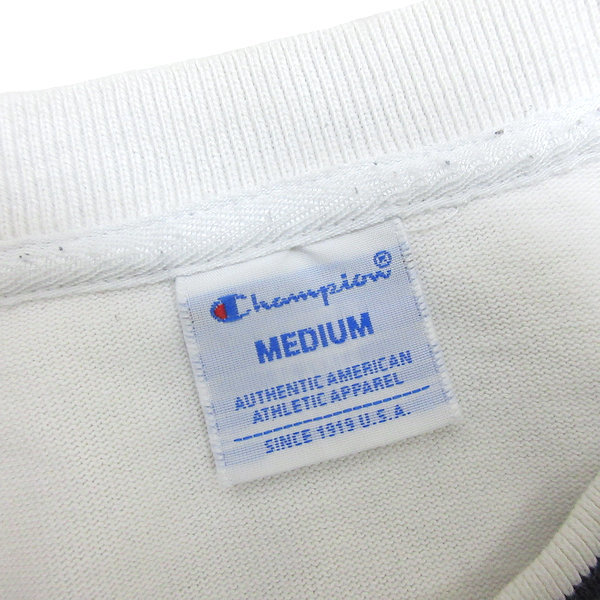 Champion®
MEDIUM
AUTHENTIC AMERICAN
ATHLETIC APPAREL
SINCE 1919 U.S.A.